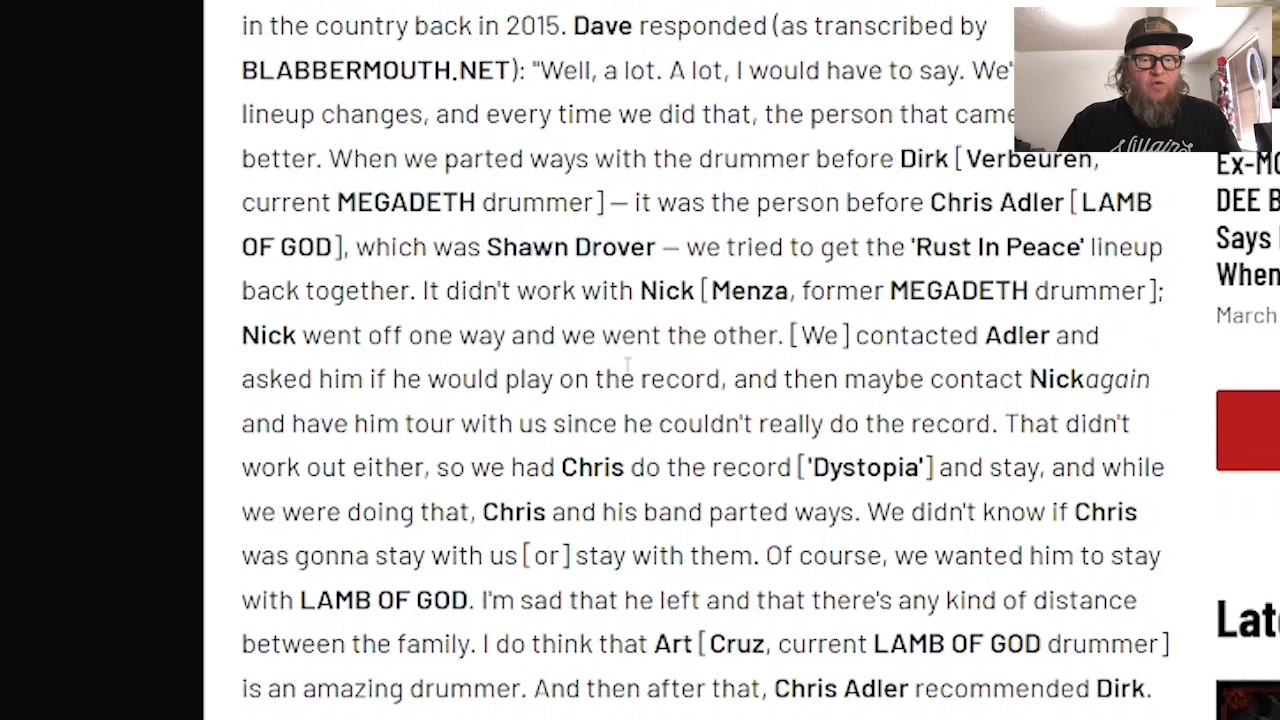 in the country back in 2015. Dave responded (as transcribed by
BLABBERMOUTH.NET): "Well, a lot. A lot, I would have to say. We'
lineup changes, and every time we did that, the person that came
better. When we parted ways with the drummer before Dirk [Verbeuren,
current MEGADETH drummer] — it was the person before Chris Adler [LAMB
OF GOD], which was Shawn Drover — we tried to get the 'Rust In Peace' lineup
back together. It didn't work with Nick [Menza, former MEGADETH drummer];
Nick went off one way and we went the other. [We] contacted Adler and
asked him if he would play on the record, and then maybe contact Nickagain
and have him tour with us since he couldn't really do the record. That didn't
work out either, so we had Chris do the record ['Dystopia'] and stay, and while
we were doing that, Chris and his band parted ways. We didn't know if Chris
was gonna stay with us [or] stay with them. Of course, we wanted him to stay
with LAMB OF GOD. I'm sad that he left and that there's any kind of distance
between the family. I do think that Art [Cruz, current LAMB OF GOD drummer]
is an amazing drummer. And then after that, Chris Adler recommended Dirk.
Villains
Ex-MO
DEE B
Says
When
March
Late